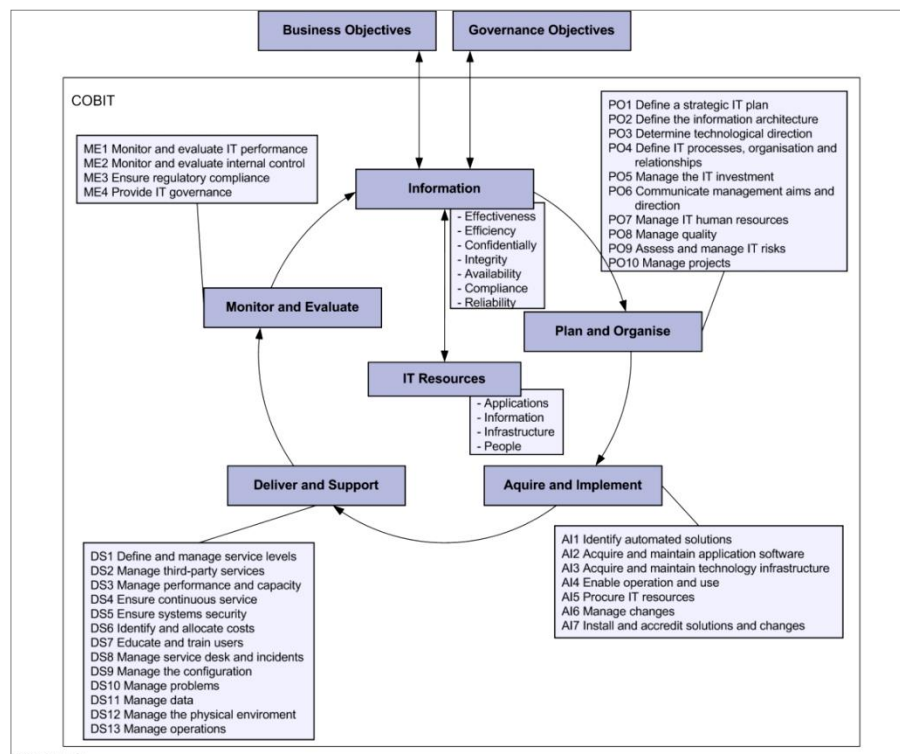 Business Objectives
Governance Objectives
COBIT
PO1 Define a strategic IT plan
PO2 Define the information architecture
PO3 Determine technological direction
PO4 Define IT processes, organisation and
relationships
PO5 Manage the IT investment
PO6 Communicate management aims and
direction
PO7 Manage IT human resources
PO8 Manage quality
PO9 Assess and manage IT risks
PO10 Manage projects
ME1 Monitor and evaluate IT performance
ME2 Monitor and evaluate internal control
ME3 Ensure regulatory compliance
ME4 Provide IT governance
Information
- Effectiveness
- Efficiency
- Confidentially
- Integrity
- Availability
- Compliance
- Reliability
Monitor and Evaluate
Plan and Organise
IT Resources
- Applications
- Information
- Infrastructure
- People
Deliver and Support
Aquire and Implement
DS1 Define and manage service levels
DS2 Manage third-party services
DS3 Manage performance and capacity
DS4 Ensure continuous service
DS5 Ensure systems security
DS6 Identify and allocate costs
DS7 Educate and train users
DS8 Manage service desk and incidents
DS9 Manage the configuration
DS10 Manage problems
DS11 Manage data
DS12 Manage the physical enviroment
DS13 Manage operations
AI1 Identify automated solutions
AI2 Acquire and maintain application software
AI3 Acquire and maintain technology infrastructure
AI4 Enable operation and use
AI5 Procure IT resources
AI6 Manage changes
AI7 Install and accredit solutions and changes